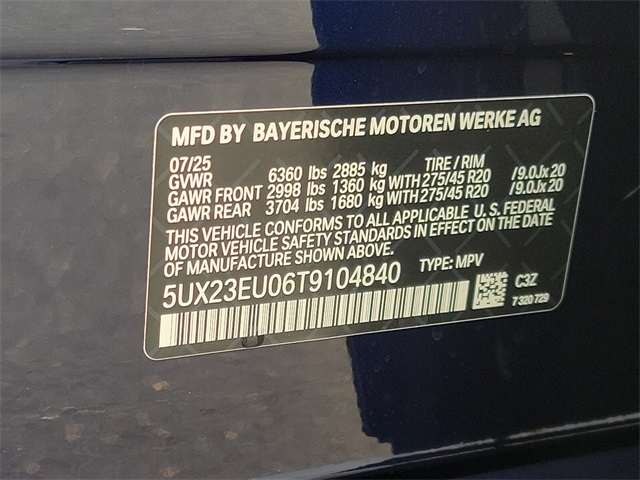 MFD BY BAYERISCHE MOTOREN WERKE AG
07/25 TIRE / RIM
GVWR 6360 lbs 2885 kg
GAWR FRONT 2998 lbs 1360 kg WITH 275/45 R20 /9.0Jx20
GAWR REAR 3704 lbs 1680 kg WITH 275/45 R20 /9.0Jx20
THIS VEHICLE CONFORMS TO ALL APPLICABLE U.S. FEDERAL
MOTOR VEHICLE SAFETY STANDARDS IN EFFECT ON THE DATE
OF MANUFACTURE SHOWN ABOVE.
5UX23EU06T9104840 TYPE: MPV
C3Z
7 320 729